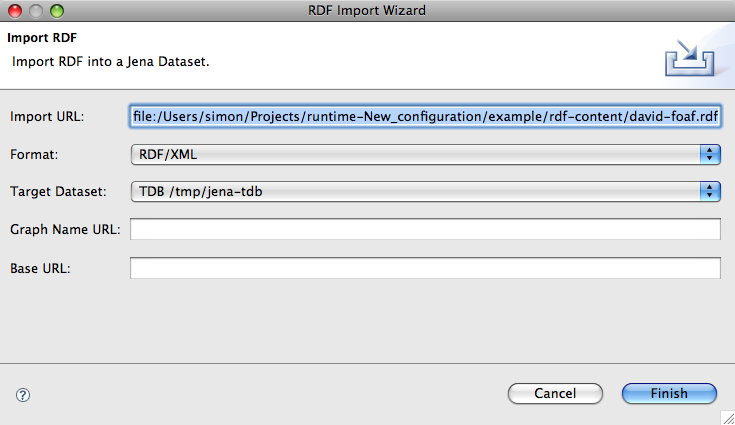 RDF Import Wizard
Import RDF
Import RDF into a Jena Dataset.
Import URL: file:/Users/simon/Projects/runtime-New_configuration/example/rdf-content/david-foaf.rdf
Format: RDF/XML
Target Dataset: TDB /tmp/jena-tdb
Graph Name URL:
Base URL:
? Cancel Finish